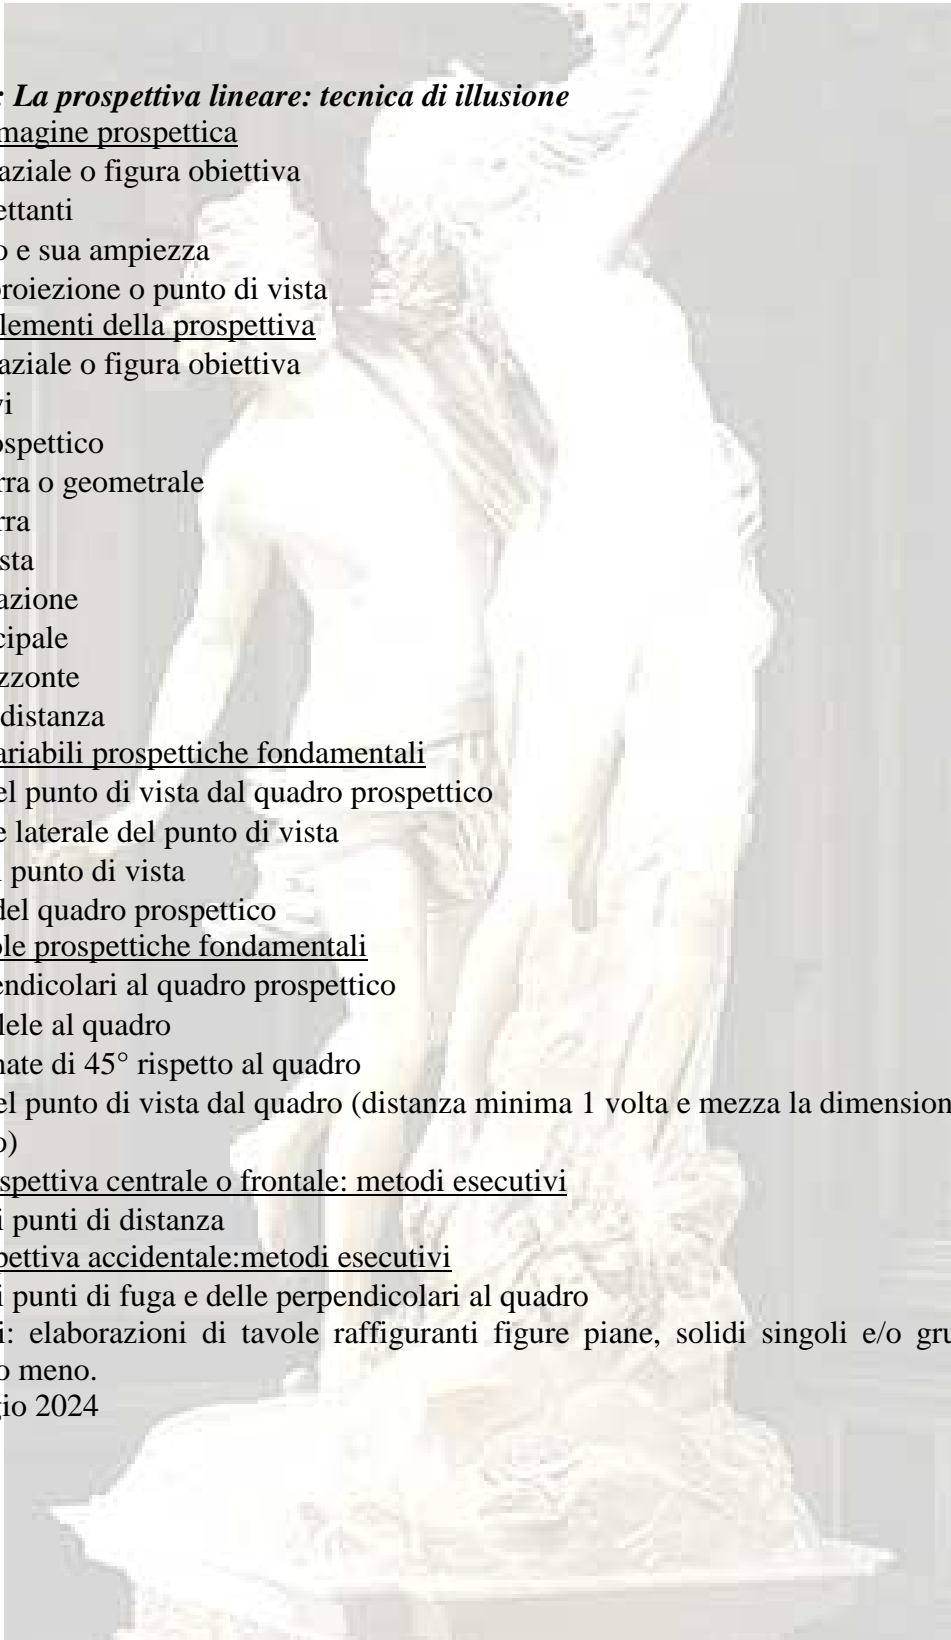 : La prospettiva lineare: tecnica di illusione
magine prospettica
aziale o figura obiettiva
ettanti
o e sua ampiezza
proiezione o punto di vista
lementi della prospettiva
aziale o figura obiettiva
vi
ospettico
rra o geometrale
rra
sta
azione
cipale
zzonte
distanza
ariabili prospettiche fondamentali
el punto di vista dal quadro prospettico
e laterale del punto di vista
punto di vista
del quadro prospettico
ole prospettiche fondamentali
endicolari al quadro prospettico
lele al quadro
nate di 45° rispetto al quadro
el punto di vista dal quadro (distanza minima 1 volta e mezza la dimension
o)
spettiva centrale o frontale: metodi esecutivi
i punti di distanza
pettiva accidentale:metodi esecutivi
i punti di fuga e delle perpendicolari al quadro
i: elaborazioni di tavole raffiguranti figure piane, solidi singoli e/o gru
o meno.
gio 2024